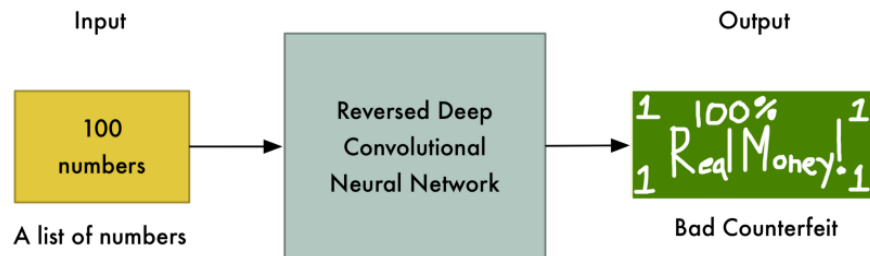 Input
Output
100
numbers
A list of numbers
Reversed Deep
Convolutional
Neural Network
1 100% 1
Real Money!
1 1
Bad Counterfeit